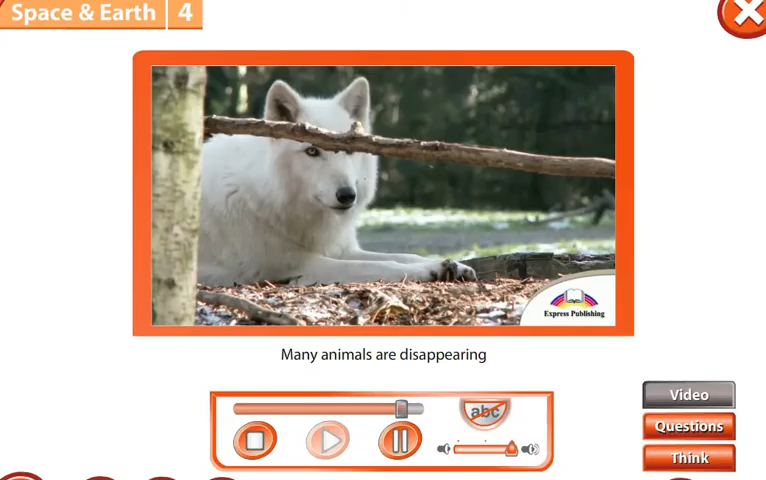 Space & Earth 4
Express Publishing
Many animals are disappearing
abc
Video
Questions
Think